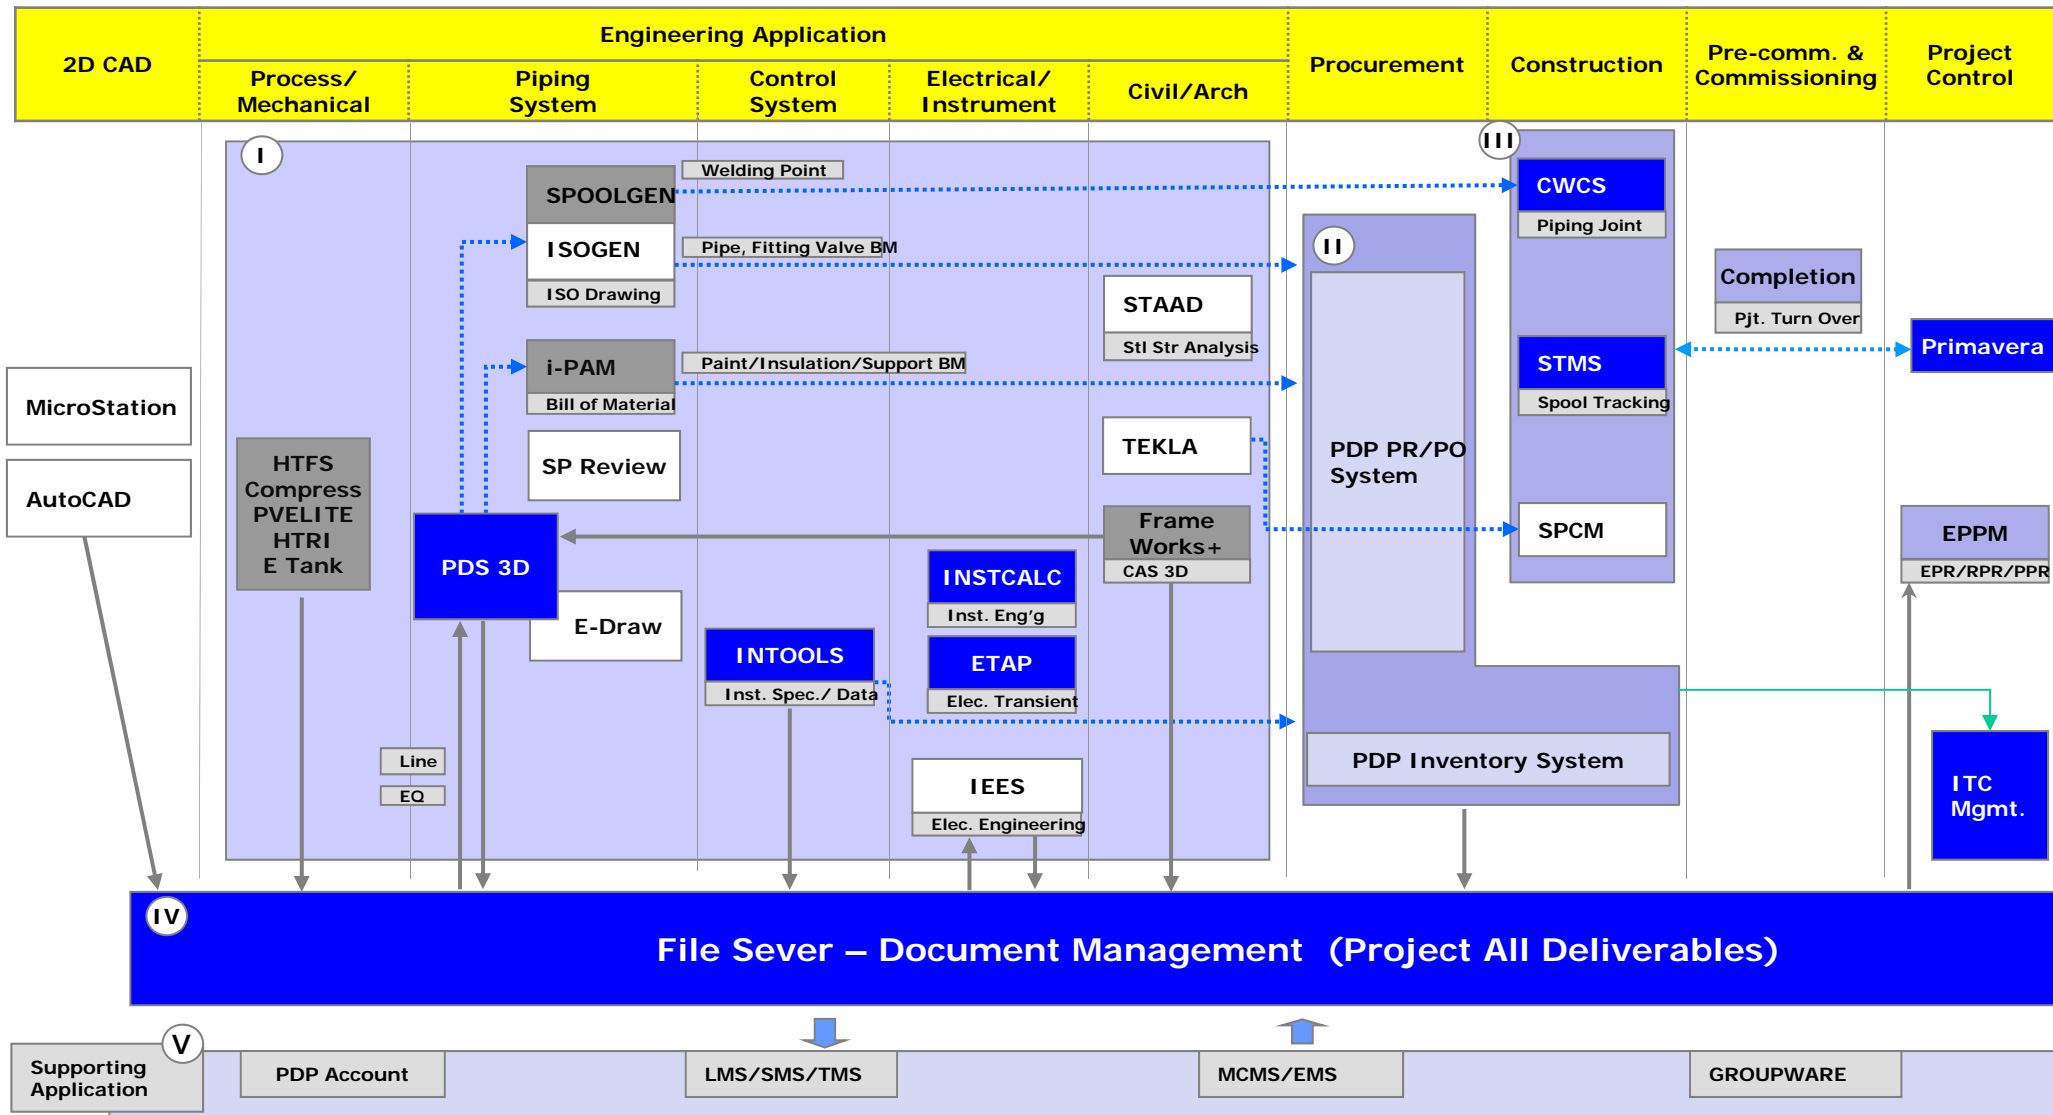 2D CAD
Engineering Application
Process/
Mechanical
Piping
System
Control
System
Electrical/
Instrument
Civil/Arch
Procurement
Construction
Pre-comm. &
Commissioning
Project
Control
I
SPOOLGEN
Welding Point
ISOGEN
Pipe, Fitting Valve BM
ISO Drawing
i-PAM
Paint/Insulation/Support BM
Bill of Material
SP Review
PDS 3D
E-Draw
HTFS
Compress
PVELITE
HTRI
E Tank
MicroStation
AutoCAD
Line
EQ
INTOOLS
Inst. Spec./ Data
INSTCALC
Inst. Eng’g
ETAP
Elec. Transient
IEES
Elec. Engineering
STAAD
Stl Str Analysis
TEKLA
Frame
Works+
CAS 3D
II
PDP PR/PO
System
PDP Inventory System
III
CWCS
Piping Joint
STMS
Spool Tracking
SPCM
Completion
Pjt. Turn Over
Primavera
EPPM
EPR/RPR/PPR
ITC
Mgmt.
IV
File Sever – Document Management (Project All Deliverables)
V
Supporting
Application
PDP Account
LMS/SMS/TMS
MCMS/EMS
GROUPWARE